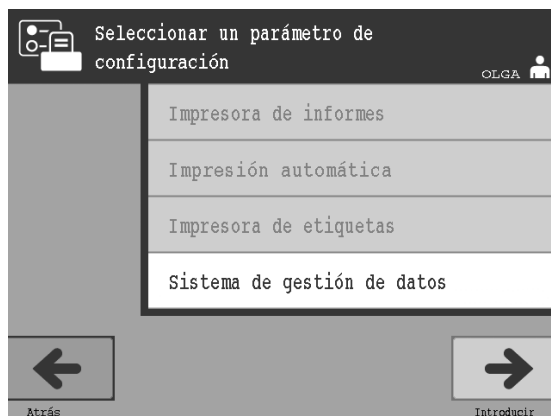 Seleccionar un parámetro de
configuración
OLGA
Impresora de informes
Impresión automática
Impresora de etiquetas
Sistema de gestión de datos
Atrás
Introducir